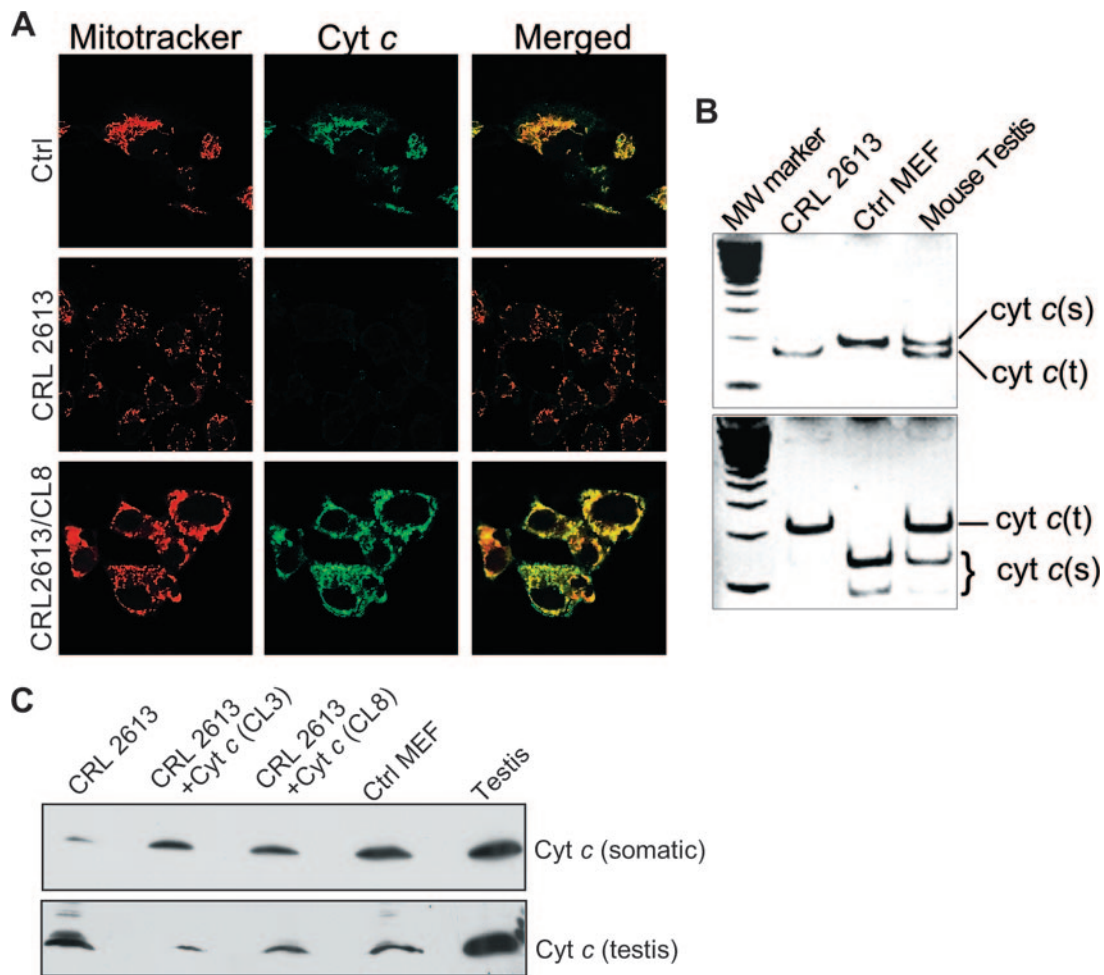 A
Mitotracker
Cyt c
Merged
Ctrl
CRL 2613
CRL2613/CL8
B
MW marker
CRL 2613
Ctrl MEF
Mouse Testis
cyt c(s)
cyt c(t)
cyt c(t)
cyt c(s)
C
CRL 2613
CRL 2613
+Cyt c (CL3)
CRL 2613
+Cyt c (CL8)
Ctrl MEF
Testis
Cyt c (somatic)
Cyt c (testis)